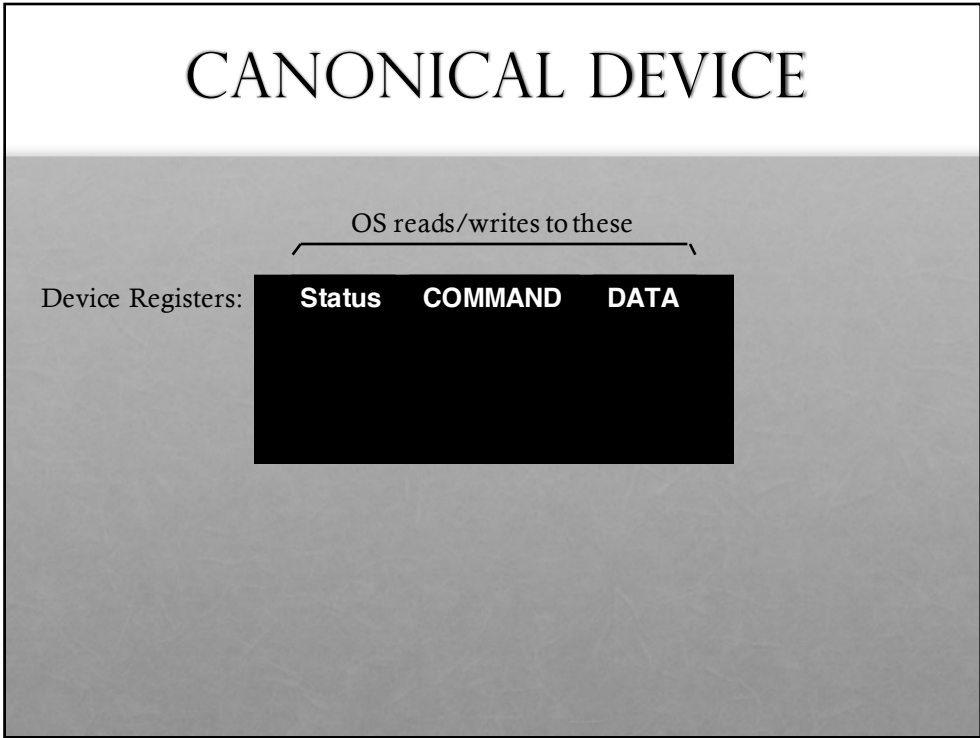 CANONICAL DEVICE
OS reads/writes to these
Device Registers: Status COMMAND DATA